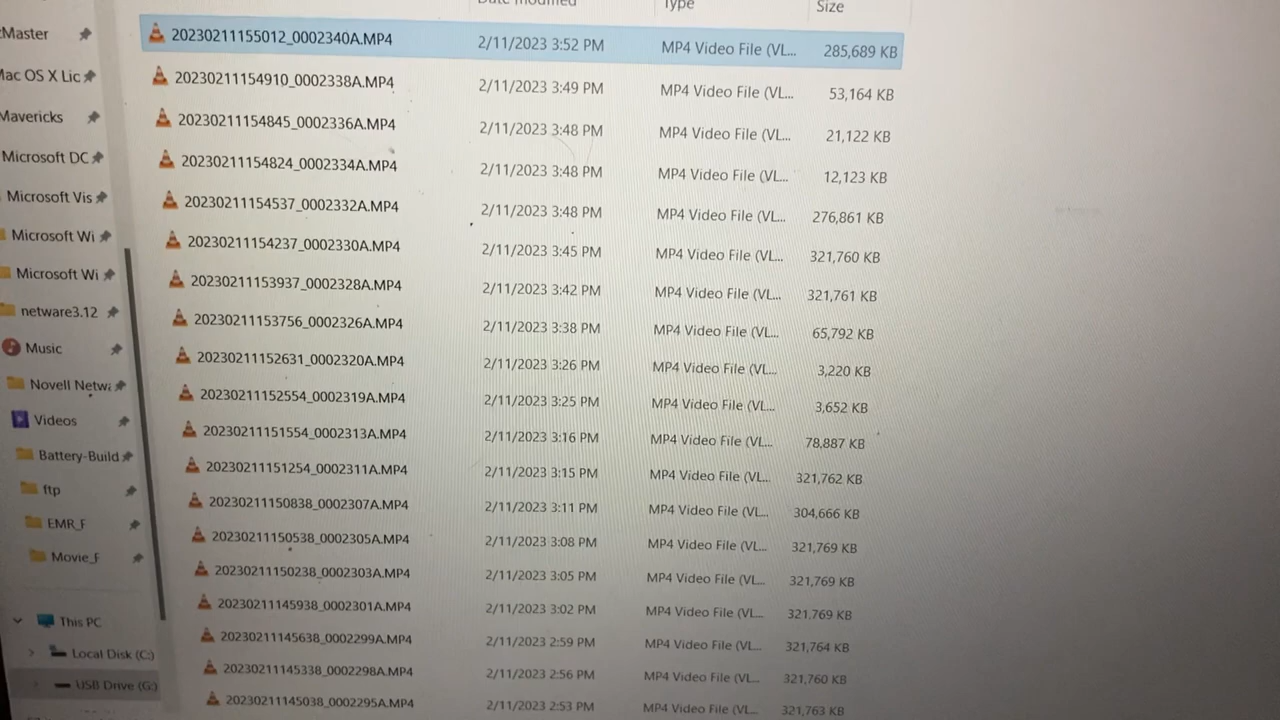 Date modified Type Size
Master
Mac OS X Lic
Mavericks
Microsoft DC
Microsoft Vis
Microsoft Wi
Microsoft Wi
netware3.12
Music
Novell Netwa
Videos
Battery-Build
ftp
EMR_F
Movie_F
This PC
Local Disk (C:)
USB Drive (G:)
20230211155012_0002340A.MP4 2/11/2023 3:52 PM MP4 Video File (VL... 285,689 KB
20230211154910_0002338A.MP4 2/11/2023 3:49 PM MP4 Video File (VL... 53,164 KB
20230211154845_0002336A.MP4 2/11/2023 3:48 PM MP4 Video File (VL... 21,122 KB
20230211154824_0002334A.MP4 2/11/2023 3:48 PM MP4 Video File (VL... 12,123 KB
20230211154537_0002332A.MP4 2/11/2023 3:48 PM MP4 Video File (VL... 276,861 KB
20230211154237_0002330A.MP4 2/11/2023 3:45 PM MP4 Video File (VL... 321,760 KB
20230211153937_0002328A.MP4 2/11/2023 3:42 PM MP4 Video File (VL... 321,761 KB
20230211153756_0002326A.MP4 2/11/2023 3:38 PM MP4 Video File (VL... 65,792 KB
20230211152631_0002320A.MP4 2/11/2023 3:26 PM MP4 Video File (VL... 3,220 KB
20230211152554_0002319A.MP4 2/11/2023 3:25 PM MP4 Video File (VL... 3,652 KB
20230211151554_0002313A.MP4 2/11/2023 3:16 PM MP4 Video File (VL... 78,887 KB
20230211151254_0002311A.MP4 2/11/2023 3:15 PM MP4 Video File (VL... 321,762 KB
20230211150838_0002307A.MP4 2/11/2023 3:11 PM MP4 Video File (VL... 304,666 KB
20230211150538_0002305A.MP4 2/11/2023 3:08 PM MP4 Video File (VL... 321,769 KB
20230211150238_0002303A.MP4 2/11/2023 3:05 PM MP4 Video File (VL... 321,769 KB
20230211145938_0002301A.MP4 2/11/2023 3:02 PM MP4 Video File (VL... 321,769 KB
20230211145638_0002299A.MP4 2/11/2023 2:59 PM MP4 Video File (VL... 321,764 KB
20230211145338_0002298A.MP4 2/11/2023 2:56 PM MP4 Video File (VL... 321,760 KB
20230211145038_0002295A.MP4 2/11/2023 2:53 PM MP4 Video File (VL... 321,763 KB